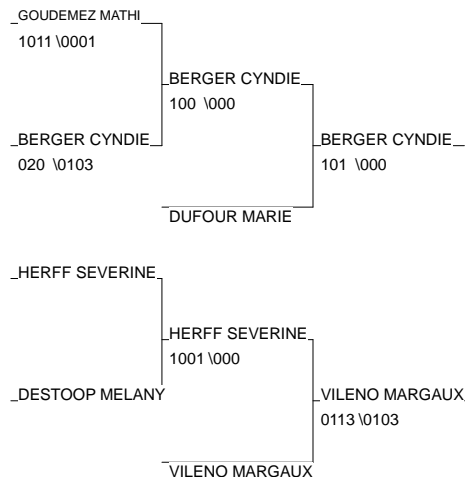 GOUDEMEZ MATHI
1011 \0001
BERGER CYNDIE
100 \000
BERGER CYNDIE
020 \0103
BERGER CYNDIE
101 \000
DUFOUR MARIE
HERFF SEVERINE
HERFF SEVERINE
1001 \000
DESTOOP MELANY
VILENO MARGAUX
0113 \0103
VILENO MARGAUX